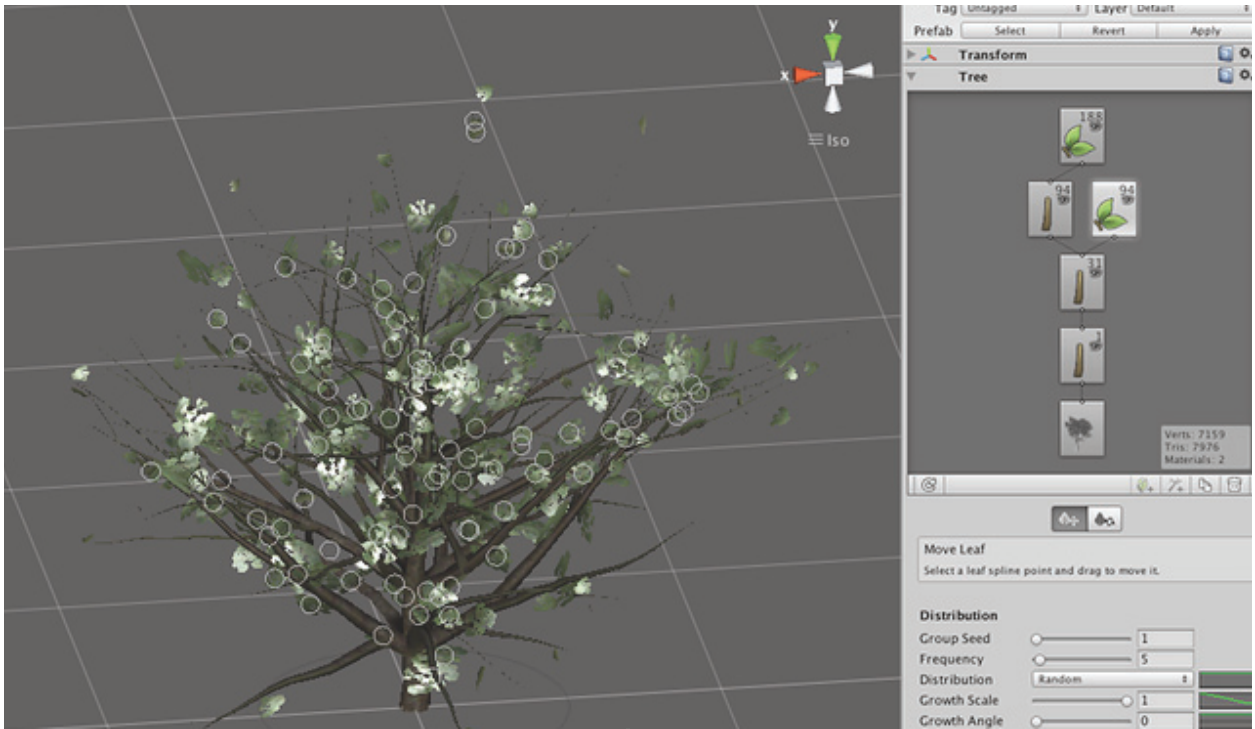 Tag Untagged Layer Default
Prefab Select Revert Apply
y
Transform
x
Tree
188
Iso
94 94
31
1
Verts: 7159
Tris: 7976
Materials: 2
Move Leaf
Select a leaf spline point and drag to move it.
Distribution
Group Seed 1
Frequency 5
Distribution Random
Growth Scale 1
Growth Angle 0